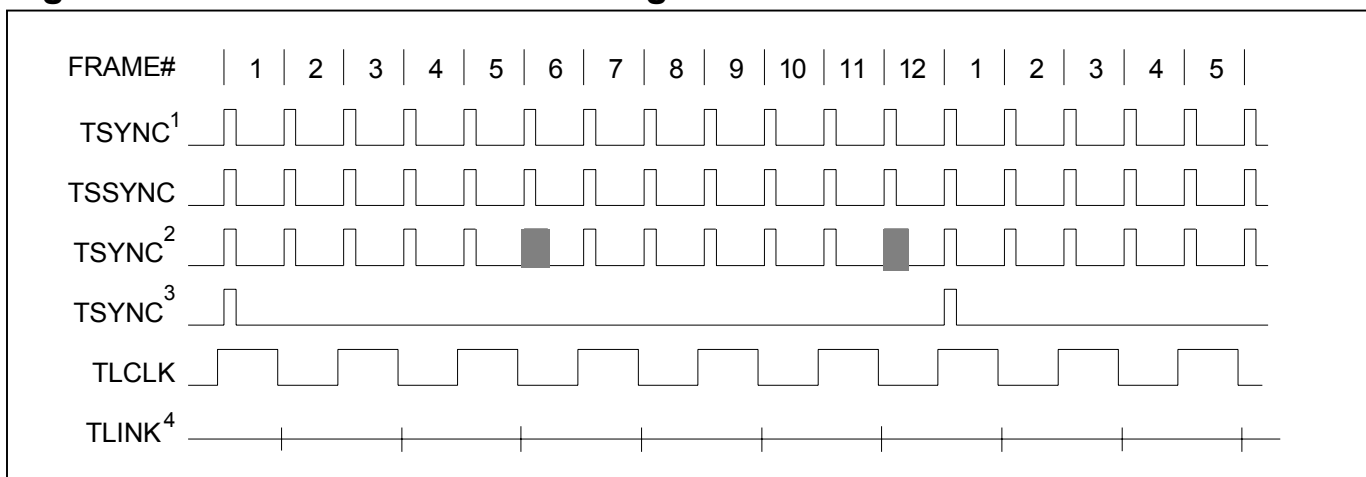 FRAME# 1 2 3 4 5 6 7 8 9 10 11 12 1 2 3 4 5
TSYNC1
TSSYNC
TSYNC2
TSYNC3
TLCLK
TLINK4